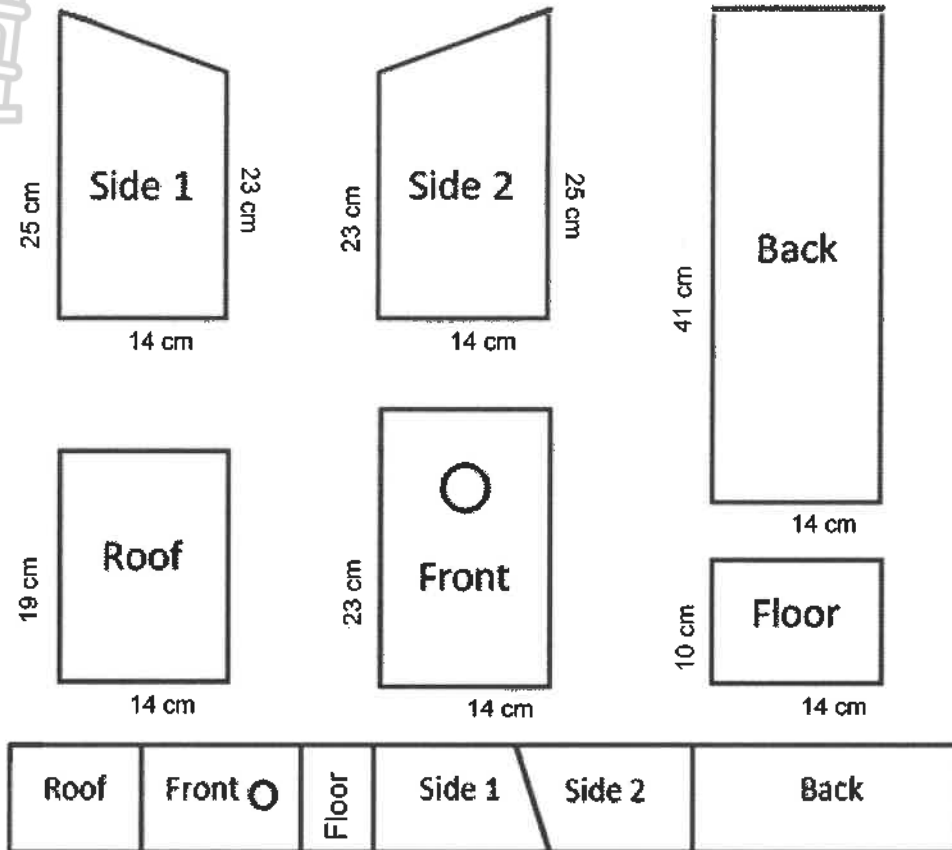 Side 1
25 cm
23 cm
14 cm
Side 2
23 cm
25 cm
14 cm
Back
41 cm
14 cm
Roof
19 cm
14 cm
Front
23 cm
14 cm
Floor
10 cm
14 cm
Roof Front Floor Side 1 Side 2 Back